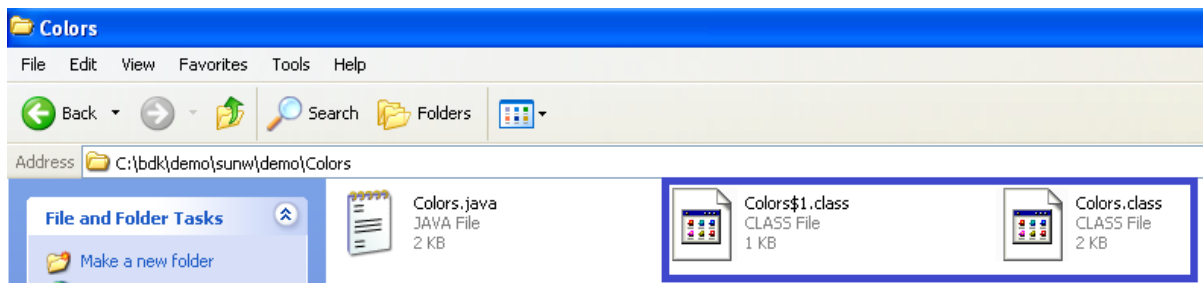 Colors
File Edit View Favorites Tools Help
Back Search Folders
Address C:\bdk\demo\sunw\demo\Colors
File and Folder Tasks
Make a new folder
Colors.java
JAVA File
2 KB
Colors$1.class
CLASS File
1 KB
Colors.class
CLASS File
2 KB